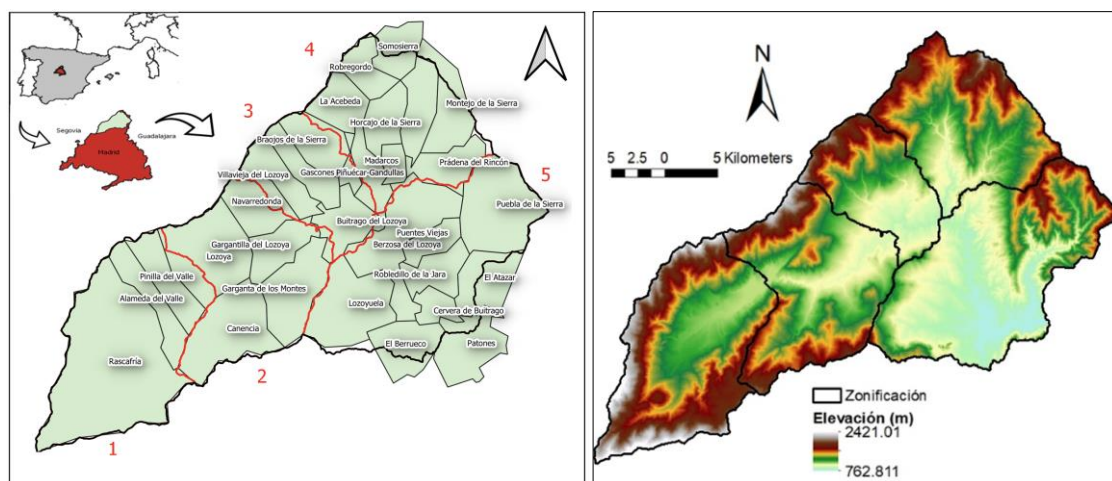 4
Somosierra
Robregordo
La Acebeda
Montejo de la Sierra
Horcajo de la Sierra
3
Segovia
Guadalajara
Madrid
Braojos de la Sierra
Madarcos
Prádena del Rincón
Villavieja del Lozoya
Gascones
Piñuécar-Gandullas
5
Navarredonda
Puebla de la Sierra
Buitrago del Lozoya
Puentes Viejas
Gargantilla del Lozoya
Berzosa del Lozoya
Lozoya
Pinilla del Valle
Robledillo de la Jara
El Atazar
Garganta de los Montes
Alameda del Valle
Lozoyuela
Cervera de Buitrago
Canencia
El Berrueco
Patones
Rascafría
2
1
N
5 2.5 0 5 Kilometers
Zonificación
Elevación (m)
2421.01
762.811